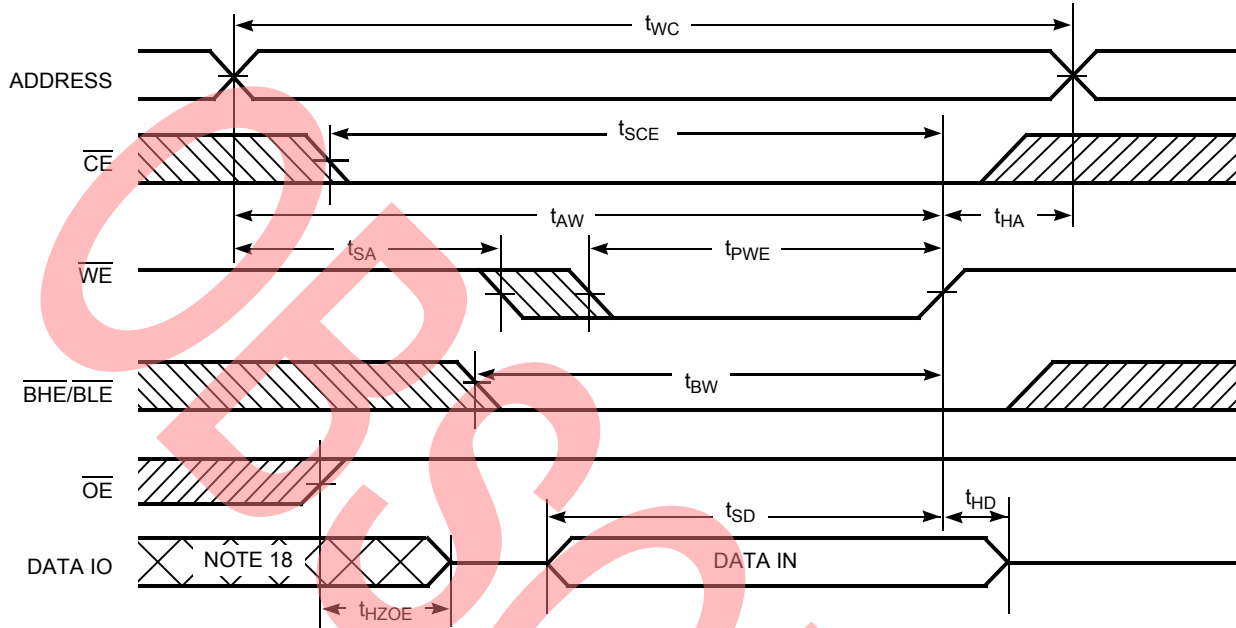 tWC
ADDRESS
tSCE
CE
tAW
tHA
tSA
tPWE
WE
BHE/BLE
tBW
OE
tSD
tHD
DATA IO
NOTE 18
DATA IN
tHZOE
OBSO